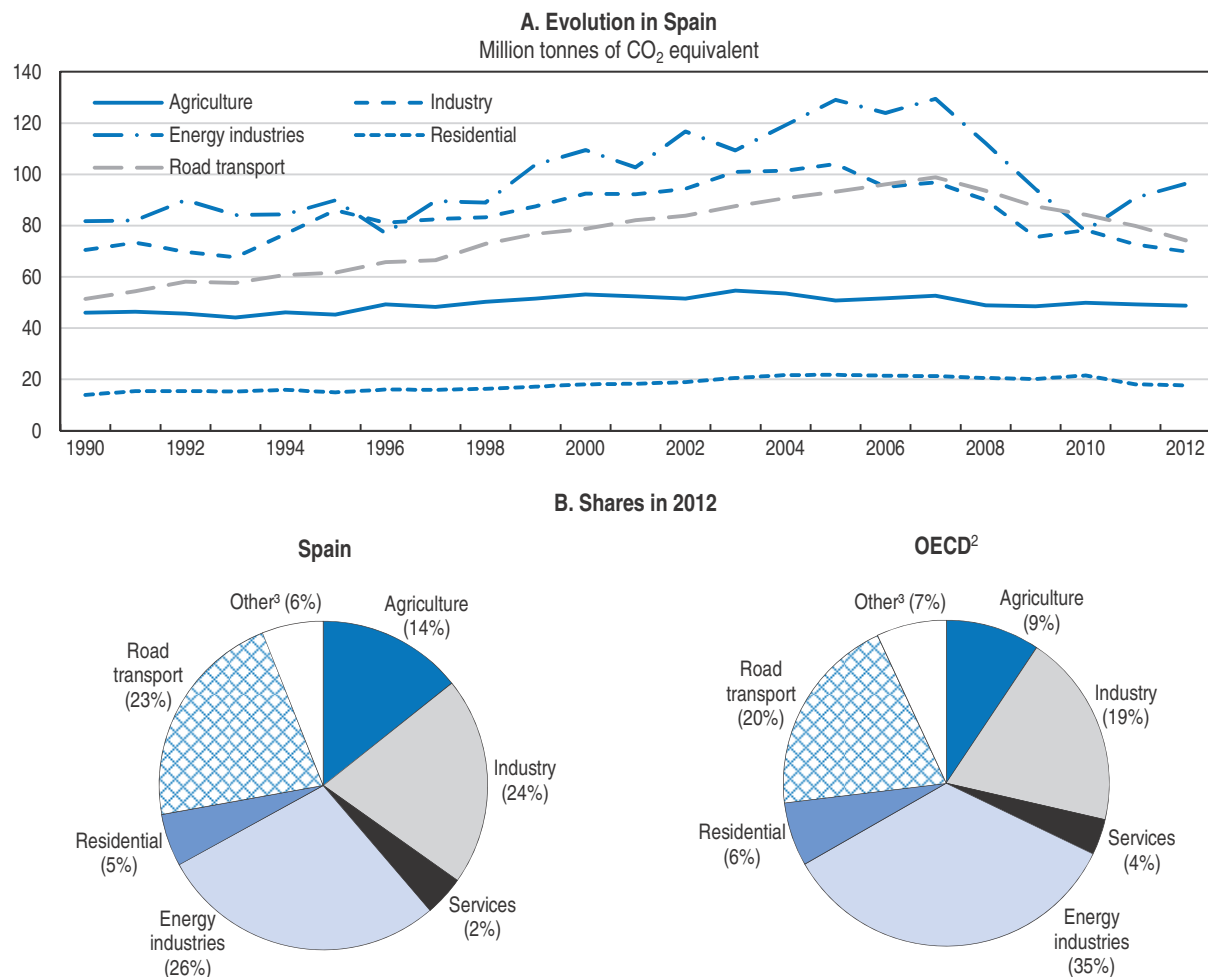 A. Evolution in Spain
Million tonnes of CO₂ equivalent
140
120
100
80
60
40
20
0
Agriculture
Industry
Energy industries
Residential
Road transport
1990
1992
1994
1996
1998
2000
2002
2004
2006
2008
2010
2012
B. Shares in 2012
Spain
Other³ (6%)
Agriculture
(14%)
Road
transport
(23%)
Industry
(24%)
Residential
(5%)
Services
(2%)
Energy
industries
(26%)
OECD²
Other³ (7%)
Agriculture
(9%)
Road
transport
(20%)
Industry
(19%)
Residential
(6%)
Services
(4%)
Energy
industries
(35%)